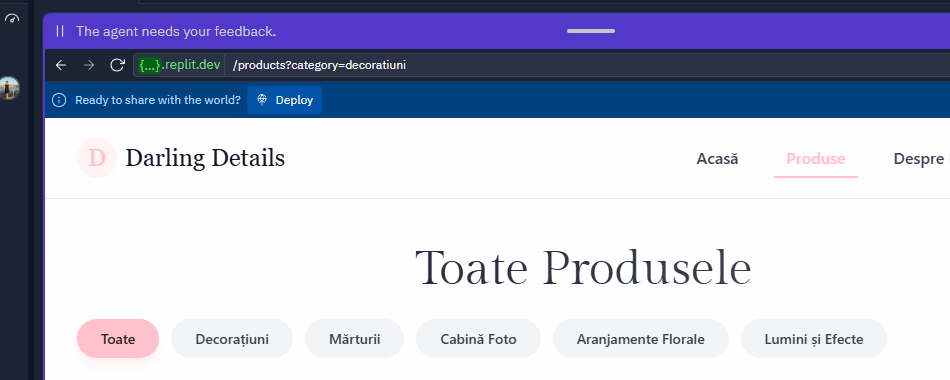 The agent needs your feedback.
{...}.replit.dev /products?category=decoratiuni
Ready to share with the world? Deploy
D Darling Details Acasă Produse Despre
Toate Produsele
Toate Decorațiuni Mărturii Cabină Foto Aranjamente Florale Lumini și Efecte